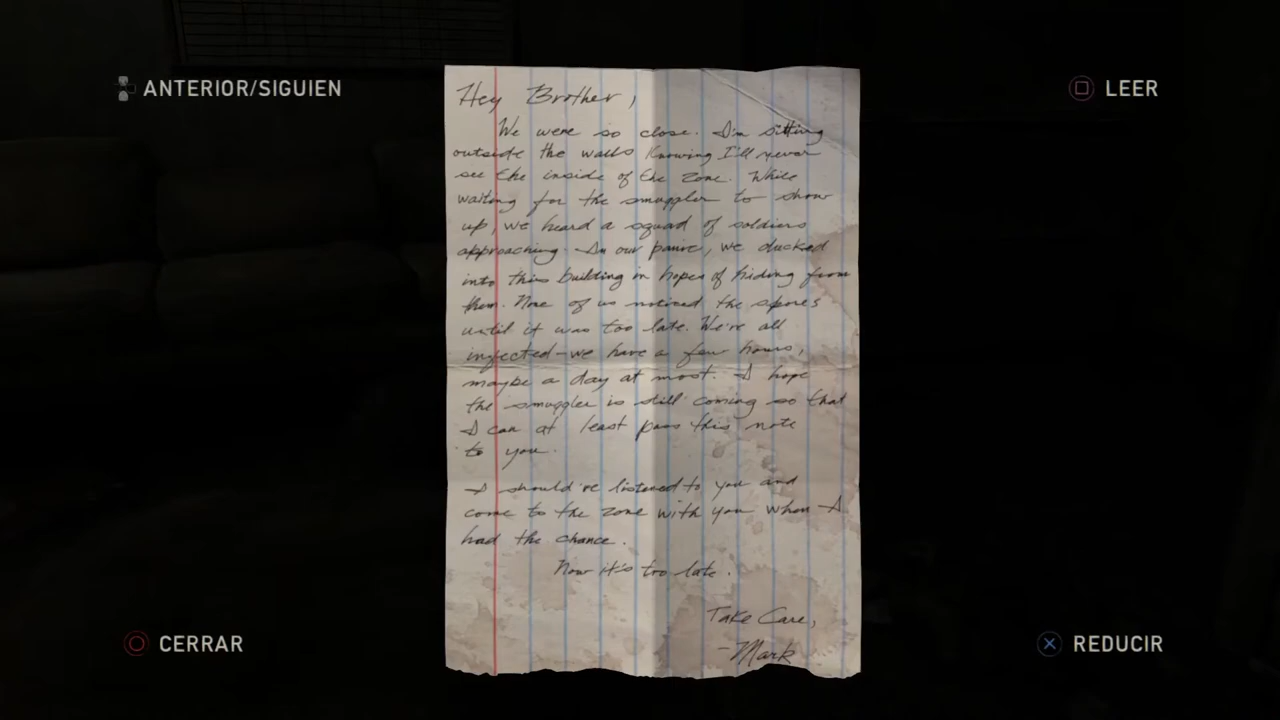 ANTERIOR/SIGUIEN
LEER
Hey Brother,
We were so close. I'm sitting
outside the walls Knowing I'll never
see the inside of the zone. While
waiting for the smuggler to show
up, we heard a squad of soldiers
approaching. In our panic, we ducked
into this building in hopes of hiding from
them. None of us noticed the spores
until it was too late. We're all
infected-we have a few hours,
maybe a day at most. I hope
the smuggler is still coming so that
I can at least pass this note
to you.
I should've listened to you and
come to the zone with you when I
had the chance.
Now it's too late.
Take Care,
-Mark
CERRAR
REDUCIR